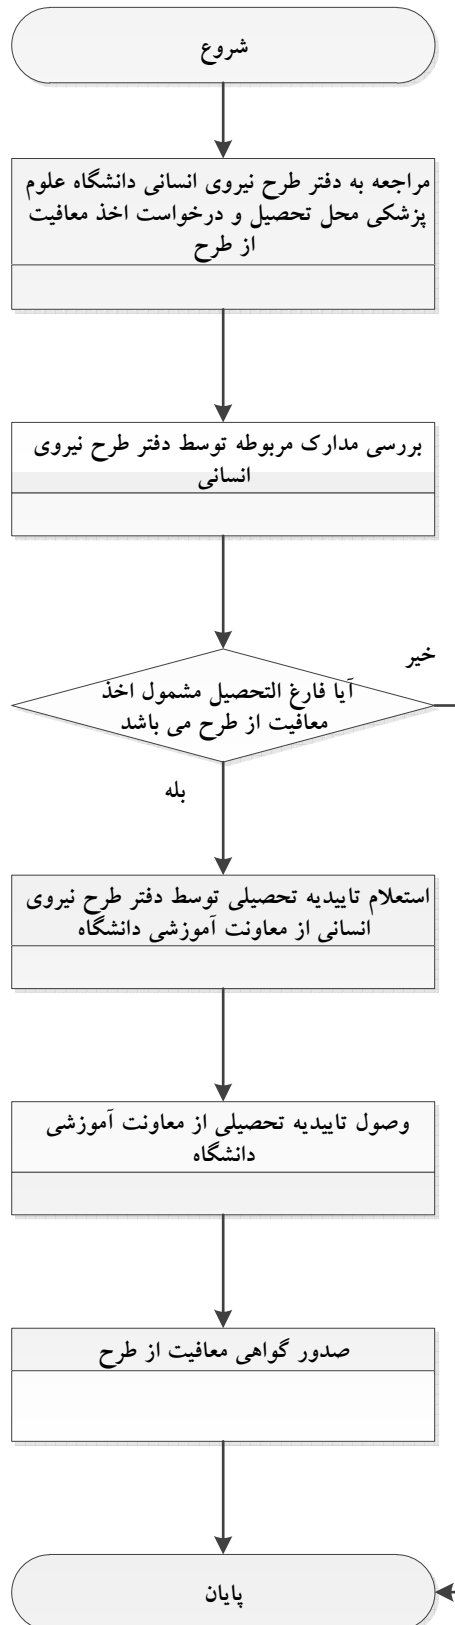 شروع
مراجعه به دفتر طرح نیروی انسانی دانشگاه علوم
پزشکی محل تحصیل و درخواست اخذ معافیت
از طرح
بررسی مدارک مربوطه توسط دفتر طرح نیروی
انسانی
خیر
آیا فارغ التحصیل مشمول اخذ
معافیت از طرح می باشد
بله
استعلام تاییدیه تحصیلی توسط دفتر طرح نیروی
انسانی از معاونت آموزشی دانشگاه
وصول تاییدیه تحصیلی از معاونت آموزشی
دانشگاه
صدور گواهی معافیت از طرح
پایان